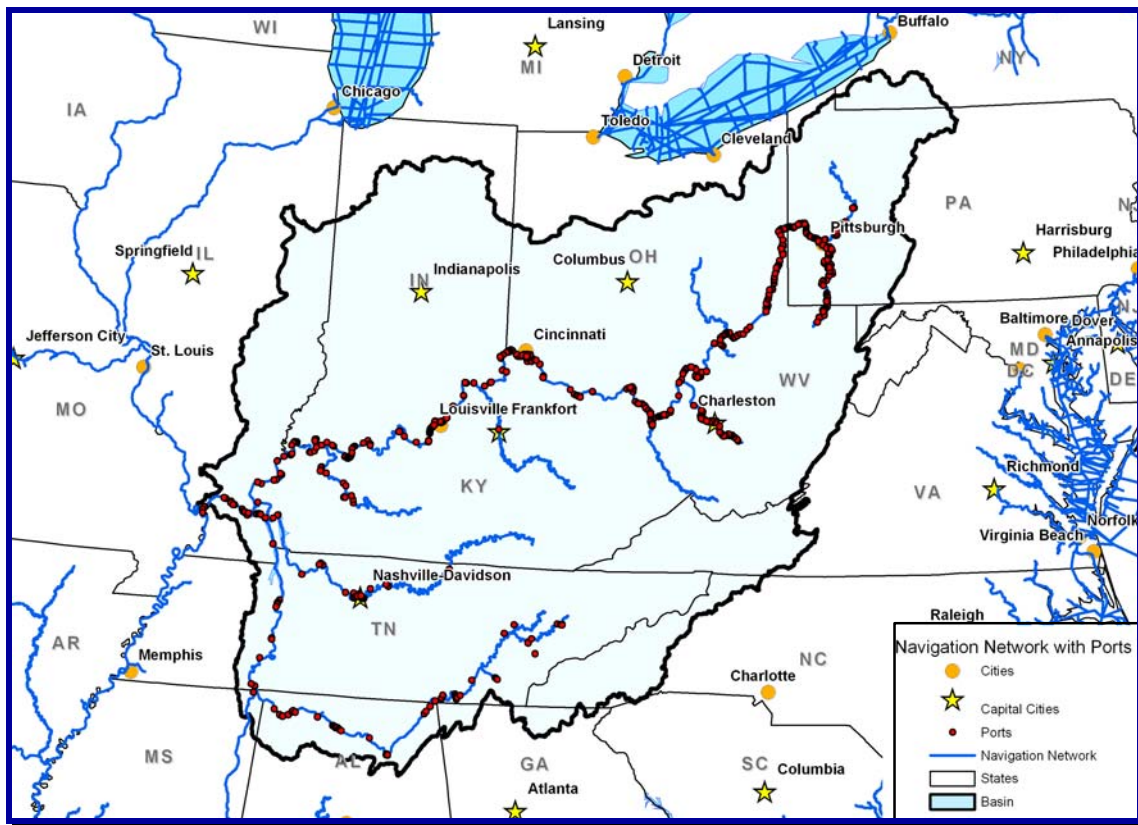 Buffalo
WI
Lansing
MI
NY
Detroit
IA
Chicago
Toledo
Cleveland
PA
N
Pittsburgh
Harrisburg
Philadelphia
Springfield
IL
Columbus
OH
IN
Indianapolis
NJ
Baltimore
Dover
Jefferson City
Cincinnati
Annapolis
St. Louis
MD
DC
DE
WV
MO
Louisville
Frankfort
Charleston
Richmond
KY
VA
Norfolk
Virginia Beach
Nashville-Davidson
Raleigh
TN
AR
Memphis
NC
Charlotte
MS
AL
GA
SC
Columbia
Atlanta
Navigation Network with Ports
Cities
Capital Cities
Ports
Navigation Network
States
Basin